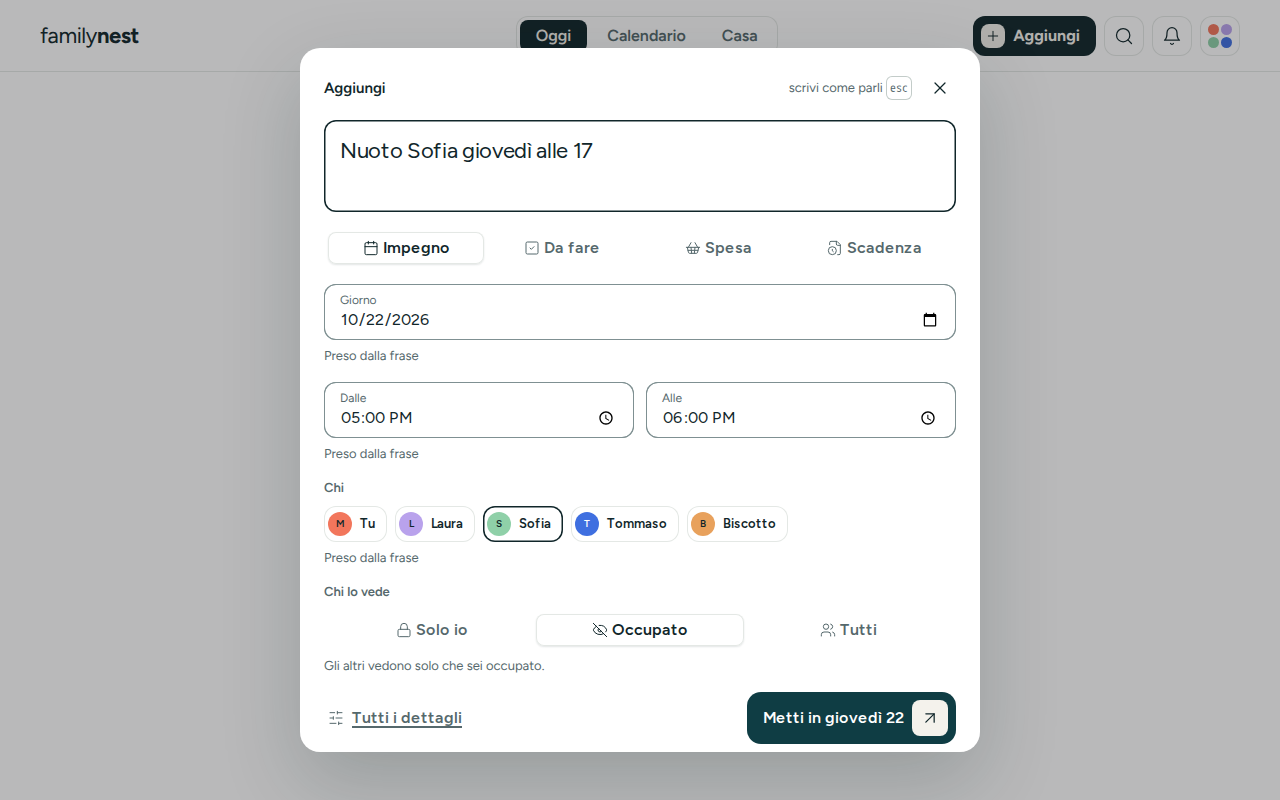 familynest
Oggi Calendario Casa
Aggiungi
Aggiungi
scrivi come parli esc
Nuoto Sofia giovedì alle 17
Impegno Da fare Spesa Scadenza
Giorno
10/22/2026
Preso dalla frase
Dalle Alle
05:00 PM 06:00 PM
Preso dalla frase
Chi
M Tu L Laura S Sofia T Tommaso B Biscotto
Preso dalla frase
Chi lo vede
Solo io Occupato Tutti
Gli altri vedono solo che sei occupato.
Tutti i dettagli Metti in giovedì 22